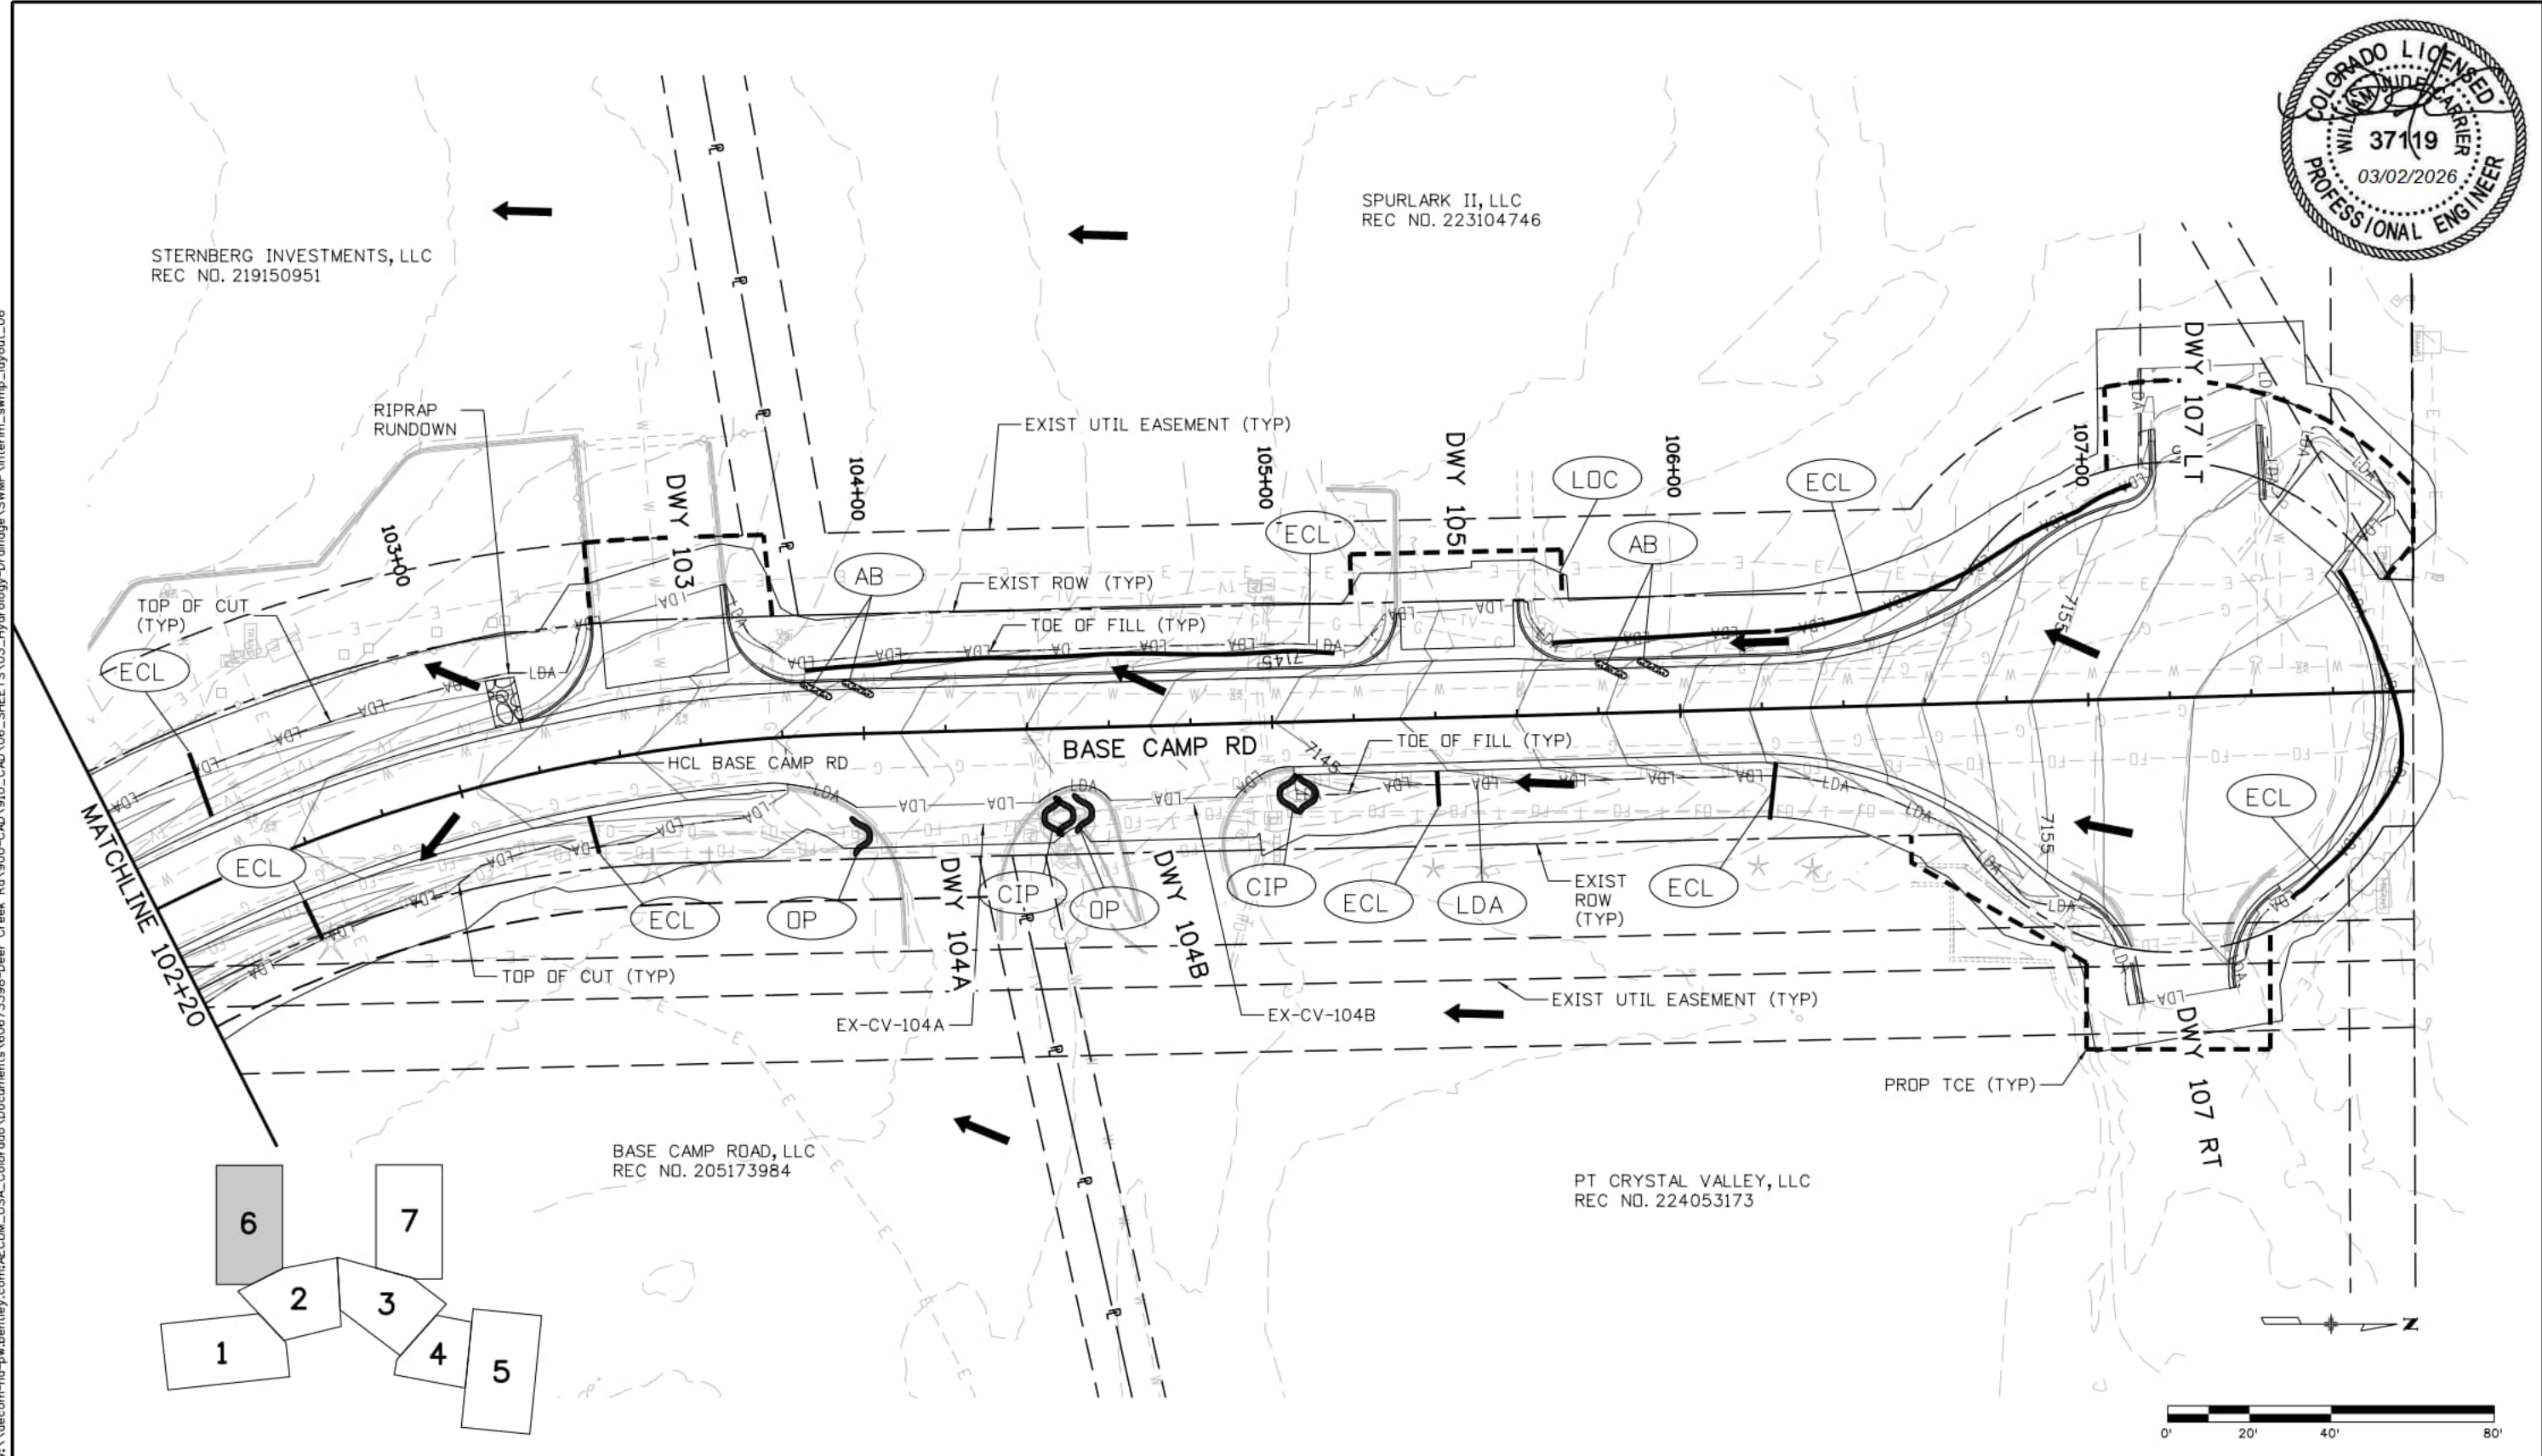 COLORADO LICENSED
WILLIAM JUDE CARRIER
37119
03/02/2026
PROFESSIONAL ENGINEER
STERNBERG INVESTMENTS, LLC
REC NO. 219150951
SPURLARK II, LLC
REC NO. 223104746
RIPRAP
RUNDOWN
EXIST UTIL EASEMENT (TYP)
DWY 103
104+00
105+00
DWY 105
LOC
106+00
ECL
107+00
DWY 107 LT
103+00
TOP OF CUT
(TYP)
ECL
AB
EXIST ROW (TYP)
TOE OF FILL (TYP)
ECL
AB
7145
7155
LDA
HCL BASE CAMP RD
BASE CAMP RD
TOE OF FILL (TYP)
7145
7155
MATCHLINE 102+20
ECL
ECL
OP
DWY 104A
CIP
OP
DWY 104B
CIP
ECL
LDA
EXIST
ROW
(TYP)
ECL
ECL
TOP OF CUT (TYP)
EX-CV-104A
EX-CV-104B
EXIST UTIL EASEMENT (TYP)
PROP TCE (TYP)
DWY 107 RT
BASE CAMP ROAD, LLC
REC NO. 205173984
PT CRYSTAL VALLEY, LLC
REC NO. 224053173
6
7
2
3
1
4
5
N
0'
20'
40'
80'